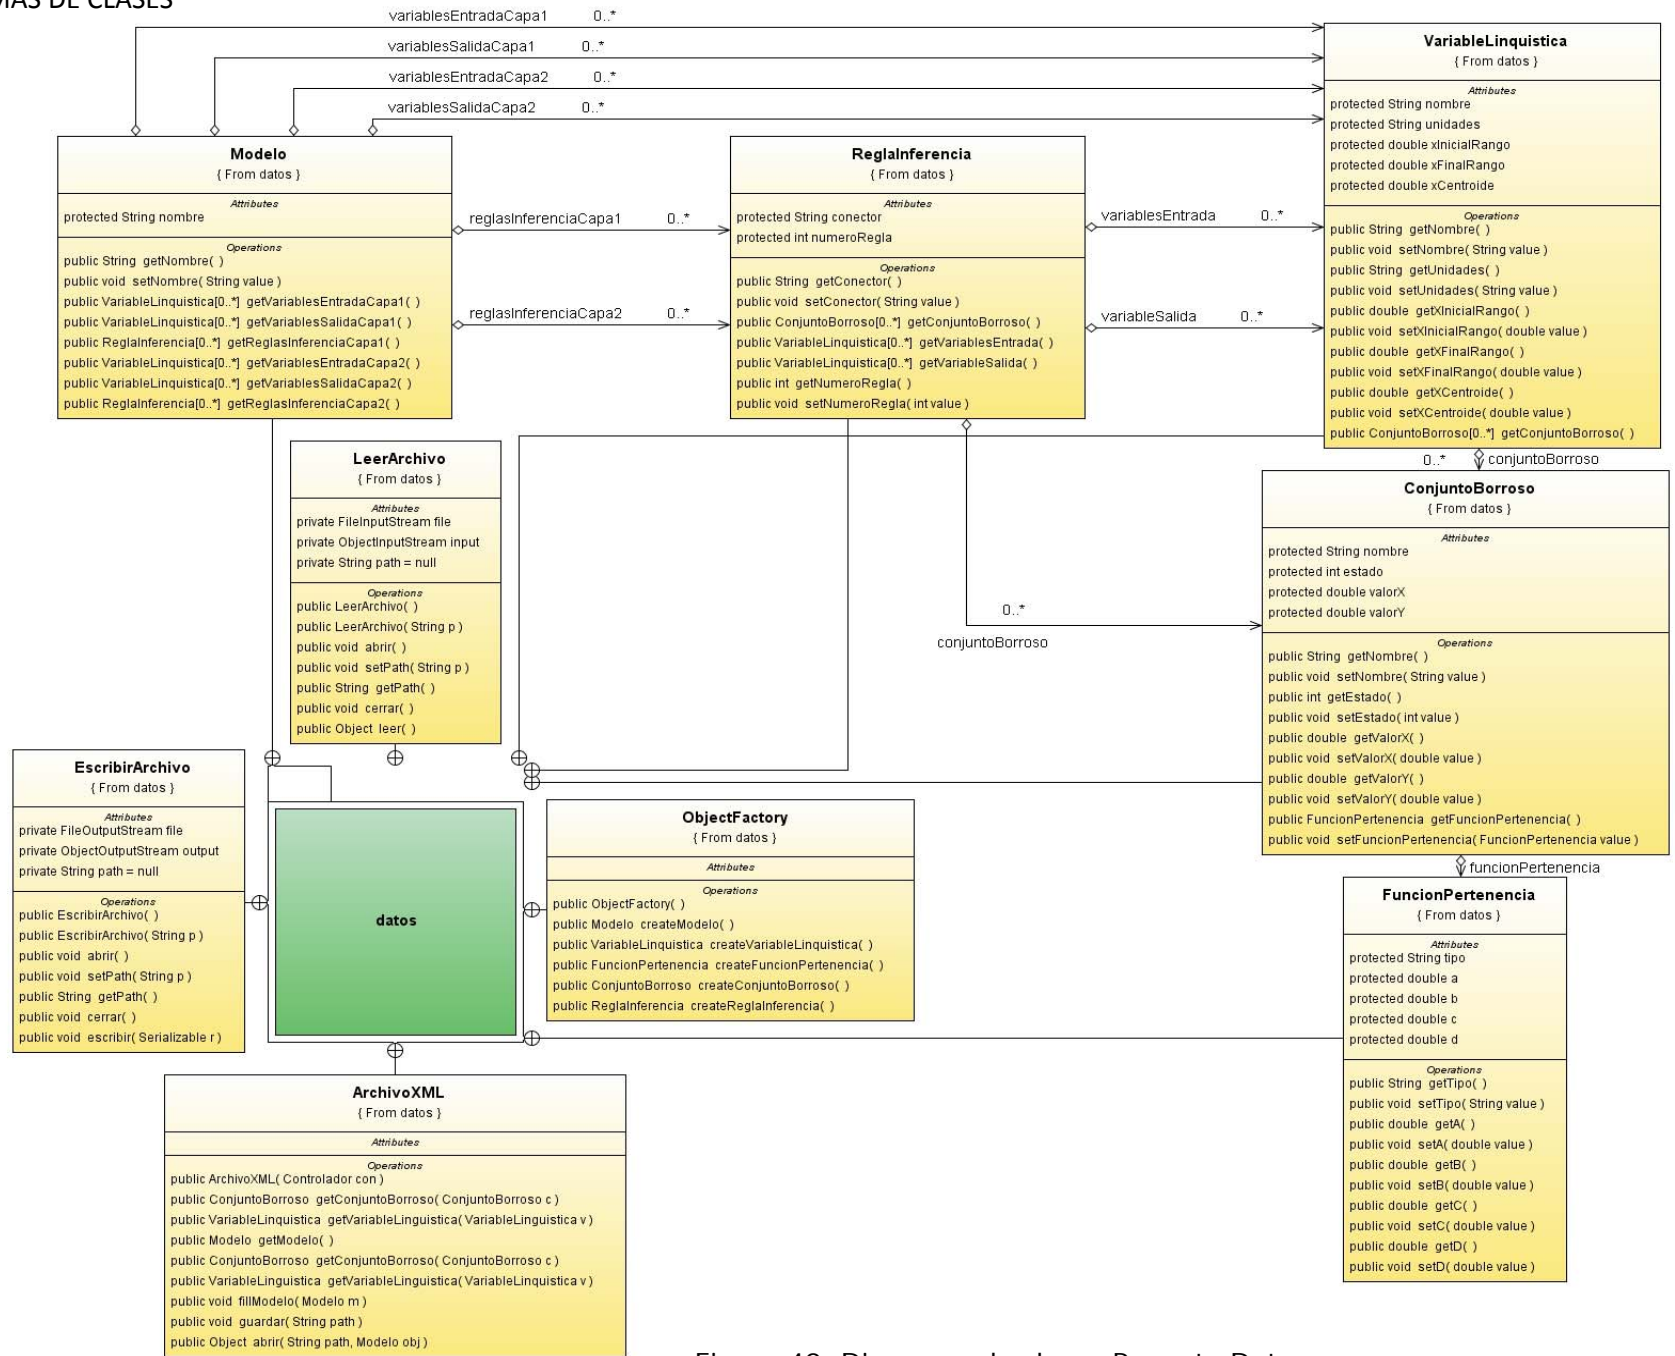 MAS DE CLASES
variablesEntradaCapa1 0..*
variablesSalidaCapa1 0..*
variablesEntradaCapa2 0..*
variablesSalidaCapa2 0..*
Modelo
{ From datos }
Attributes
protected String nombre
Operations
public String getNombre( )
public void setNombre( String value )
public VariableLinquistica[0..*] getVariablesEntradaCapa1( )
public VariableLinquistica[0..*] getVariablesSalidaCapa1( )
public ReglaInferencia[0..*] getReglasInferenciaCapa1( )
public VariableLinquistica[0..*] getVariablesEntradaCapa2( )
public VariableLinquistica[0..*] getVariablesSalidaCapa2( )
public ReglaInferencia[0..*] getReglasInferenciaCapa2( )
reglasInferenciaCapa1 0..*
reglasInferenciaCapa2 0..*
ReglaInferencia
{ From datos }
Attributes
protected String conector
protected int numeroRegla
Operations
public String getConector( )
public void setConector( String value )
public ConjuntoBorroso[0..*] getConjuntoBorroso( )
public VariableLinquistica[0..*] getVariablesEntrada( )
public VariableLinquistica[0..*] getVariableSalida( )
public int getNumeroRegla( )
public void setNumeroRegla( int value )
variablesEntrada 0..*
variableSalida 0..*
VariableLinquistica
{ From datos }
Attributes
protected String nombre
protected String unidades
protected double xInicialRango
protected double xFinalRango
protected double xCentroide
Operations
public String getNombre( )
public void setNombre( String value )
public String getUnidades( )
public void setUnidades( String value )
public double getXInicialRango( )
public void setXInicialRango( double value )
public double getXFinalRango( )
public void setXFinalRango( double value )
public double getXCentroide( )
public void setXCentroide( double value )
public ConjuntoBorroso[0..*] getConjuntoBorroso( )
0..* conjuntoBorroso
LeerArchivo
{ From datos }
Attributes
private FileInputStream file
private ObjectInputStream input
private String path = null
Operations
public LeerArchivo( )
public LeerArchivo( String p )
public void abrir( )
public void setPath( String p )
public String getPath( )
public void cerrar( )
public Object leer( )
0..*
conjuntoBorroso
ConjuntoBorroso
{ From datos }
Attributes
protected String nombre
protected int estado
protected double valorX
protected double valorY
Operations
public String getNombre( )
public void setNombre( String value )
public int getEstado( )
public void setEstado( int value )
public double getValorX( )
public void setValorX( double value )
public double getValorY( )
public void setValorY( double value )
public FuncionPertenencia getFuncionPertenencia( )
public void setFuncionPertenencia( FuncionPertenencia value )
funcionPertenencia
EscribirArchivo
{ From datos }
Attributes
private FileOutputStream file
private ObjectOutputStream output
private String path = null
Operations
public EscribirArchivo( )
public EscribirArchivo( String p )
public void abrir( )
public void setPath( String p )
public String getPath( )
public void cerrar( )
public void escribir( Serializable r )
datos
ObjectFactory
{ From datos }
Attributes
Operations
public ObjectFactory( )
public Modelo createModelo( )
public VariableLinquistica createVariableLinquistica( )
public FuncionPertenencia createFuncionPertenencia( )
public ConjuntoBorroso createConjuntoBorroso( )
public ReglaInferencia createReglaInferencia( )
FuncionPertenencia
{ From datos }
Attributes
protected String tipo
protected double a
protected double b
protected double c
protected double d
Operations
public String getTipo( )
public void setTipo( String value )
public double getA( )
public void setA( double value )
public double getB( )
public void setB( double value )
public double getC( )
public void setC( double value )
public double getD( )
public void setD( double value )
ArchivoXML
{ From datos }
Attributes
Operations
public ArchivoXML( Controlador con )
public ConjuntoBorroso getConjuntoBorroso( ConjuntoBorroso c )
public VariableLinquistica getVariableLinguistica( VariableLinguistica v )
public Modelo getModelo( )
public ConjuntoBorroso getConjuntoBorroso( ConjuntoBorroso c )
public VariableLinguistica getVariableLinguistica( VariableLinquistica v )
public void fillModelo( Modelo m )
public void guardar( String path )
public Object abrir( String path, Modelo obj )